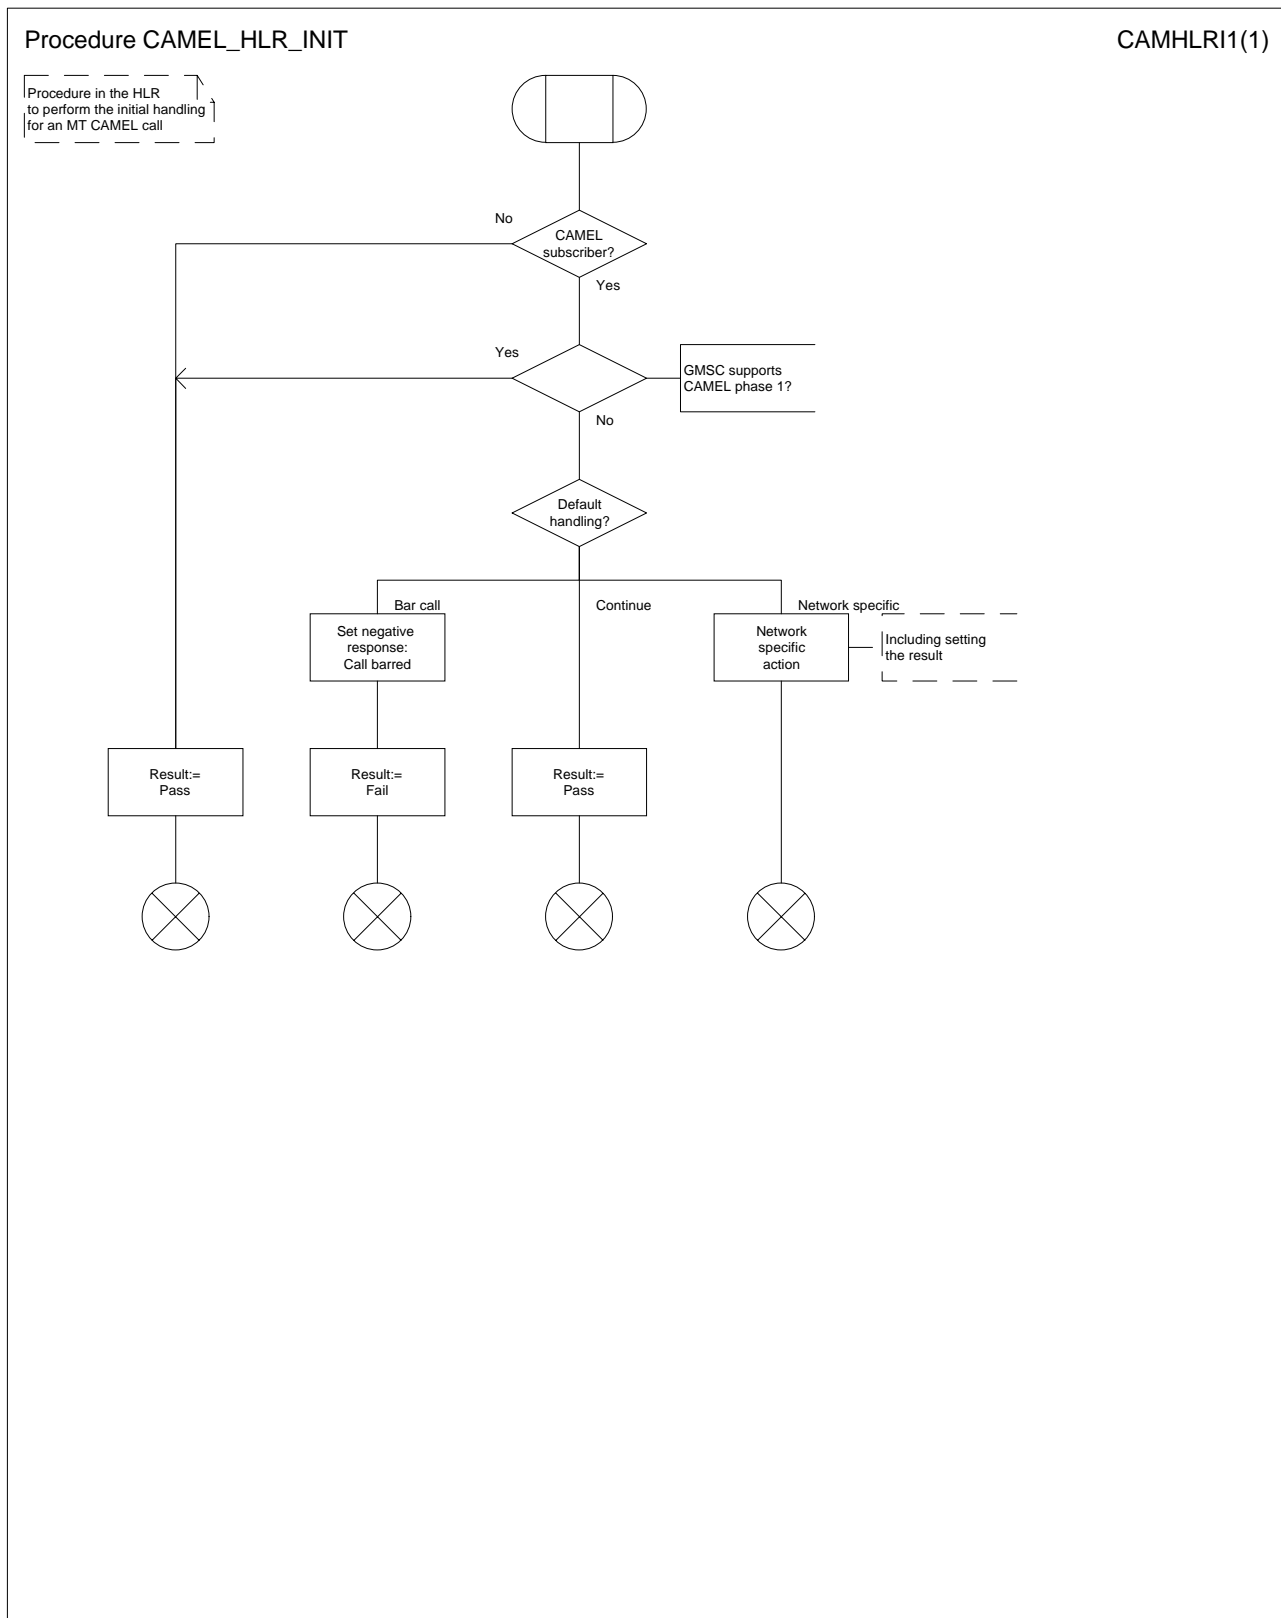 Procedure CAMEL_HLR_INIT
CAMHLRI1(1)
Procedure in the HLR
to perform the initial handling
for an MT CAMEL call
No
CAMEL
subscriber?
Yes
Yes
GMSC supports
CAMEL phase 1?
No
Default
handling?
Bar call
Continue
Network specific
Set negative
response:
Call barred
Network
specific
action
Including setting
the result
Result:=
Pass
Result:=
Fail
Result:=
Pass